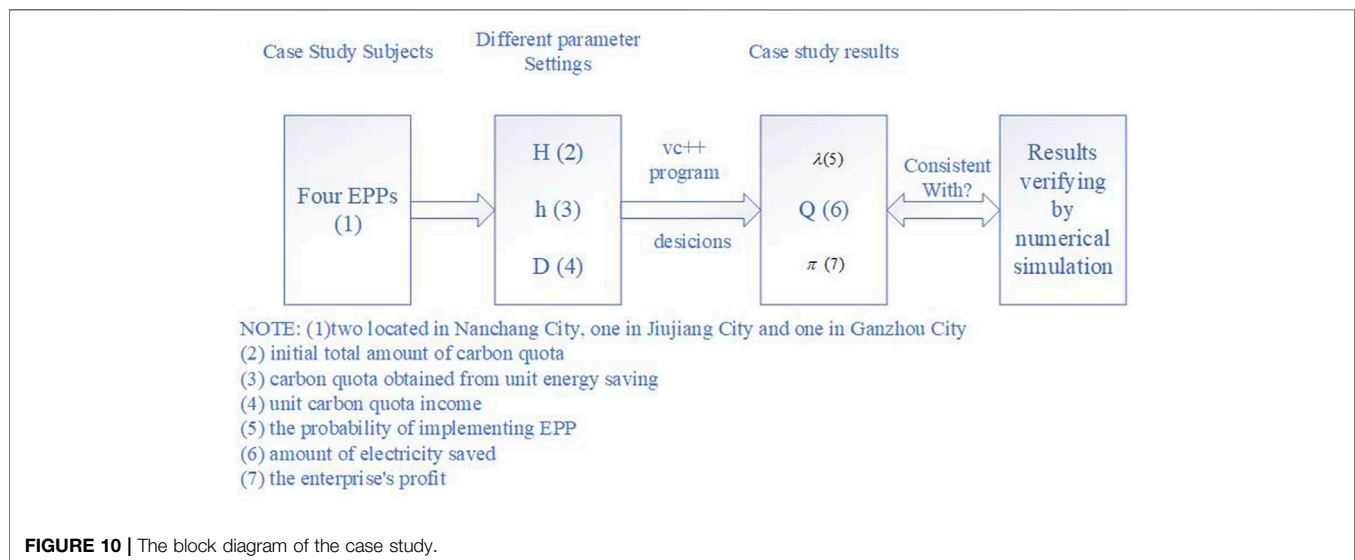 Case Study Subjects
Different parameter
Settings
Case study results
Four EPPs
(1)
H (2)
h (3)
D (4)
vc++
program
desicions
λ(5)
Q (6)
π (7)
Consistent
With?
Results
verifying
by
numerical
simulation
NOTE: (1)two located in Nanchang City, one in Jiujiang City and one in Ganzhou City
(2) initial total amount of carbon quota
(3) carbon quota obtained from unit energy saving
(4) unit carbon quota income
(5) the probability of implementing EPP
(6) amount of electricity saved
(7) the enterprise's profit
FIGURE 10 | The block diagram of the case study.